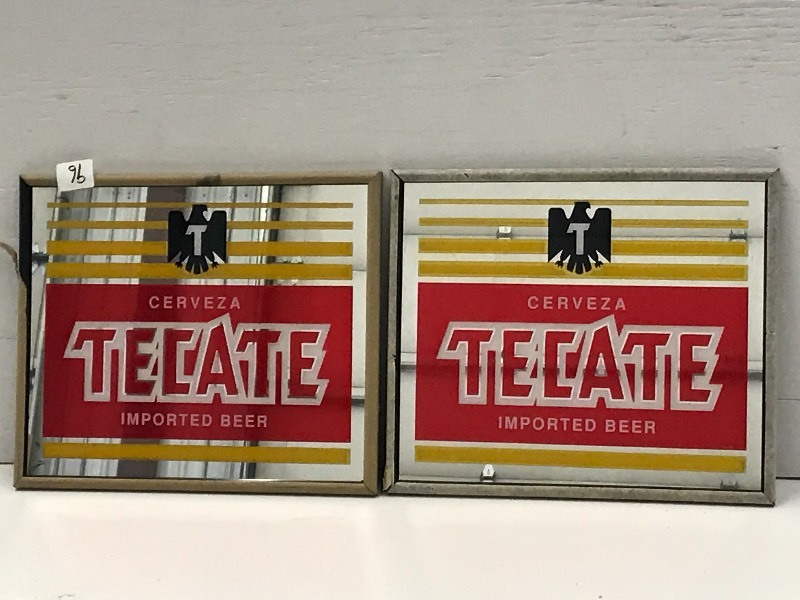 96
T
CERVEZA
TECATE
IMPORTED BEER
T
CERVEZA
TECATE
IMPORTED BEER